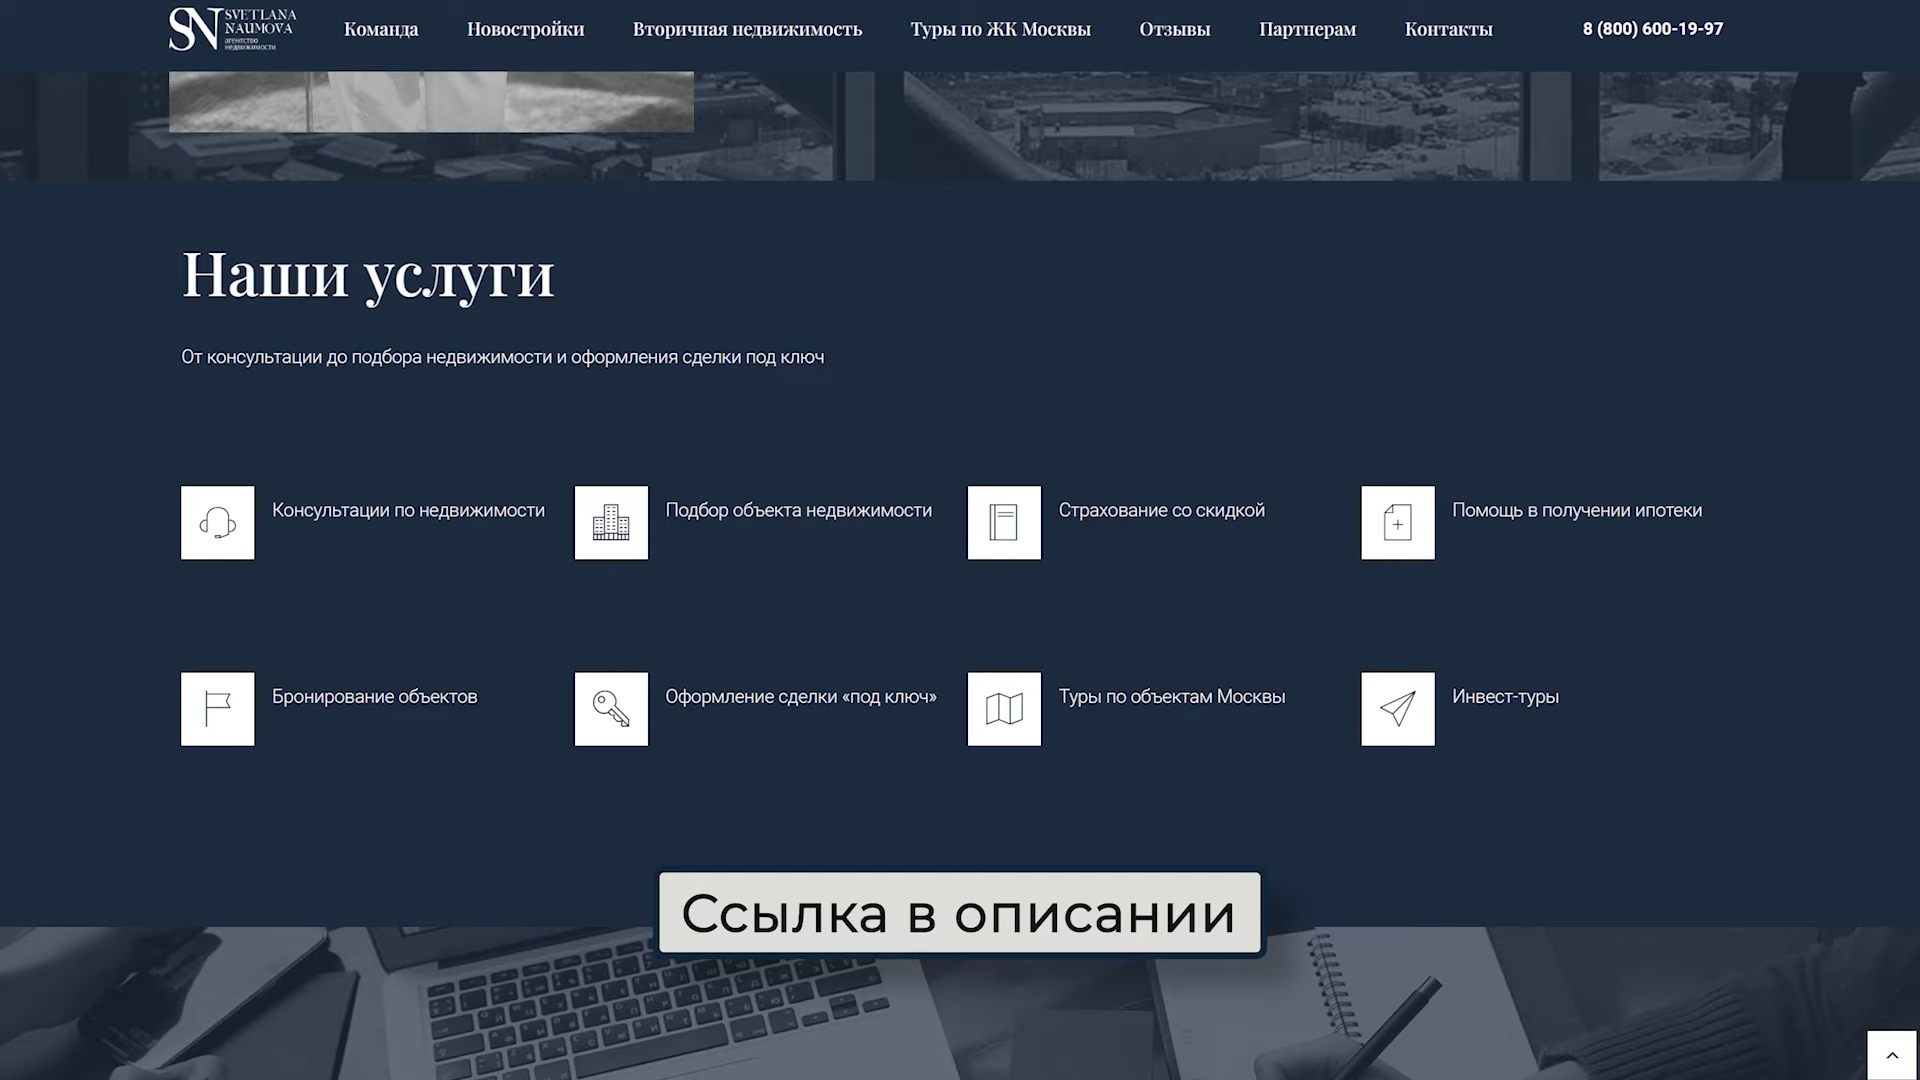 SVETLANA
NAUMOVA
агентство
недвижимости
Команда
Новостройки
Вторичная недвижимость
Туры по ЖК Москвы
Отзывы
Партнерам
Контакты
8 (800) 600-19-97
Наши услуги
От консультации до подбора недвижимости и оформления сделки под ключ
Консультации по недвижимости
Подбор объекта недвижимости
Страхование со скидкой
Помощь в получении ипотеки
Бронирование объектов
Оформление сделки «под ключ»
Туры по объектам Москвы
Инвест-туры
Ссылка в описании